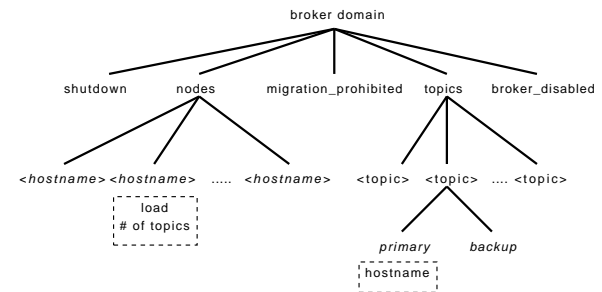 broker domain
shutdown nodes migration_prohibited topics broker_disabled
<hostname> <hostname> ..... <hostname> <topic> <topic> .... <topic>
load
# of topics
primary backup
hostname